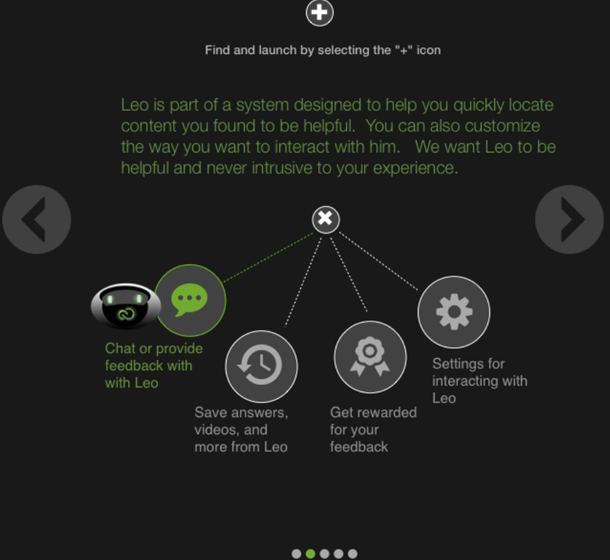 Find and launch by selecting the "+" icon
Leo is part of a system designed to help you quickly locate
content you found to be helpful.  You can also customize
the way you want to interact with him.   We want Leo to be
helpful and never intrusive to your experience.
Chat or provide
feedback with
with Leo
Save answers,
videos, and
more from Leo
Get rewarded
for your
feedback
Settings for
interacting with
Leo